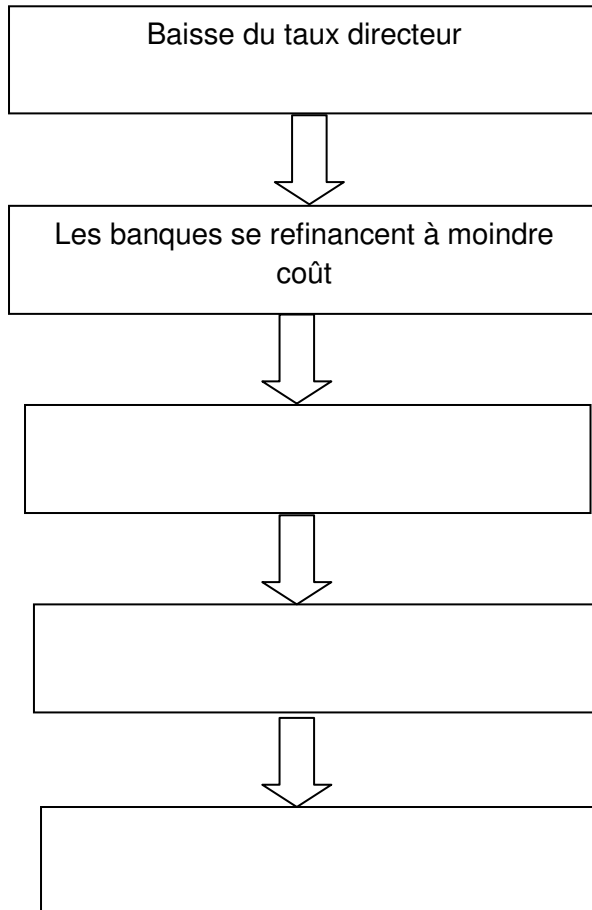 Baisse du taux directeur
Les banques se refinancent à moindre
coût